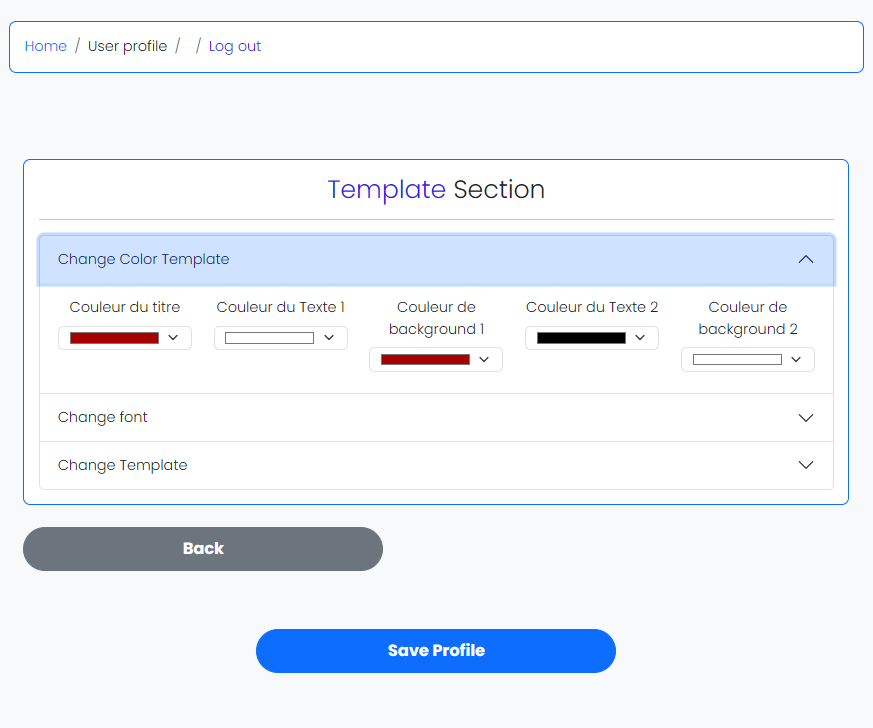 Home / User profile / / Log out
Template Section
Change Color Template
Couleur du titre
Couleur du Texte 1
Couleur de
background 1
Couleur du Texte 2
Couleur de
background 2
Change font
Change Template
Back
Save Profile